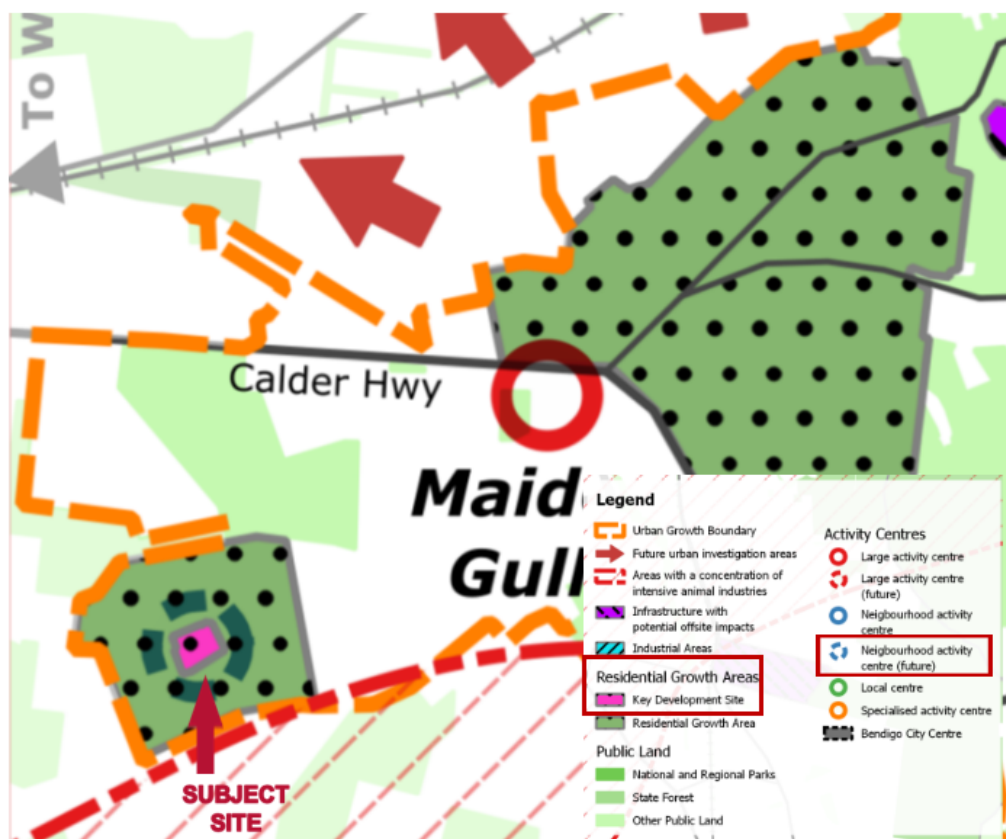 To W
Calder Hwy
Maid
Gull
SUBJECT
SITE
Legend
Urban Growth Boundary
Future urban investigation areas
Areas with a concentration of
intensive animal industries
Infrastructure with
potential offsite impacts
Industrial Areas
Residential Growth Areas
Key Development Site
Residential Growth Area
Public Land
National and Regional Parks
State Forest
Other Public Land
Activity Centres
Large activity centre
Large activity centre
(future)
Neigbourhood activity
centre
Neigbourhood activity
centre (future)
Local centre
Specialised activity centre
Bendigo City Centre